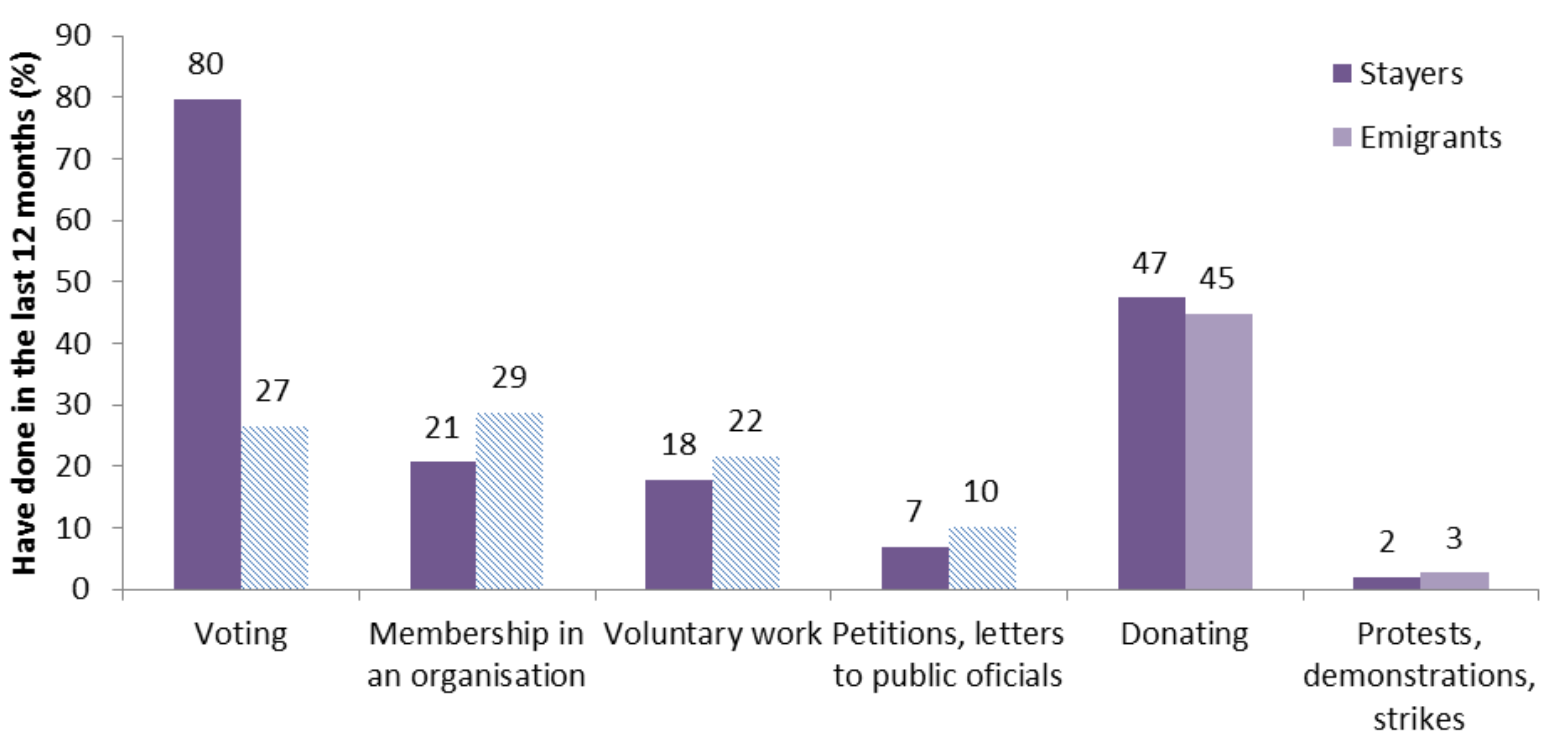 Have done in the last 12 months (%)
90
80
70
60
50
40
30
20
10
0
80
27
21
29
18
22
7
10
47
45
2
3
Stayers
Emigrants
Voting
Membership in
an organisation
Voluntary work
Petitions, letters
to public oficials
Donating
Protests,
demonstrations,
strikes